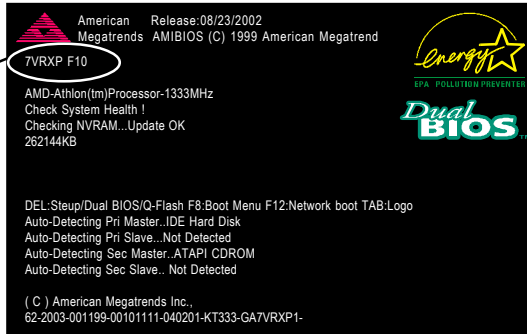 American Release:08/23/2002
Megatrends AMIBIOS (C) 1999 American Megatrend
7VRXP F10
energy
EPA POLLUTION PREVENTER
AMD-Athlon(tm)Processor-1333MHz
Check System Health !
Checking NVRAM...Update OK
262144KB
Dual
BIOS
TM
DEL:Steup/Dual BIOS/Q-Flash F8:Boot Menu F12:Network boot TAB:Logo
Auto-Detecting Pri Master..IDE Hard Disk
Auto-Detecting Pri Slave...Not Detected
Auto-Detecting Sec Master..ATAPI CDROM
Auto-Detecting Sec Slave.. Not Detected
( C ) American Megatrends Inc.,
62-2003-001199-00101111-040201-KT333-GA7VRXP1-